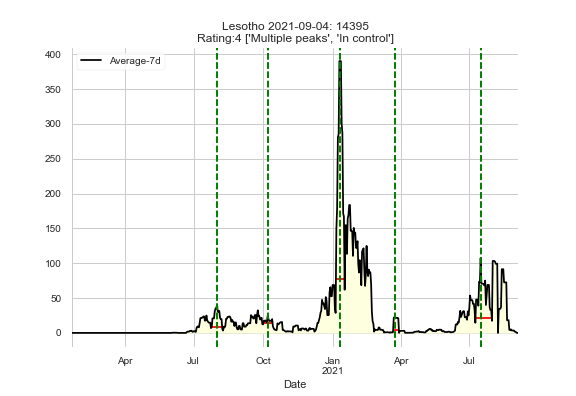 Lesotho 2021-09-04: 14395
Rating:4 ['Multiple peaks', 'In control']
Average-7d
400
350
300
250
200
150
100
50
0
Apr
Jul
Oct
Jan
2021
Apr
Jul
Date